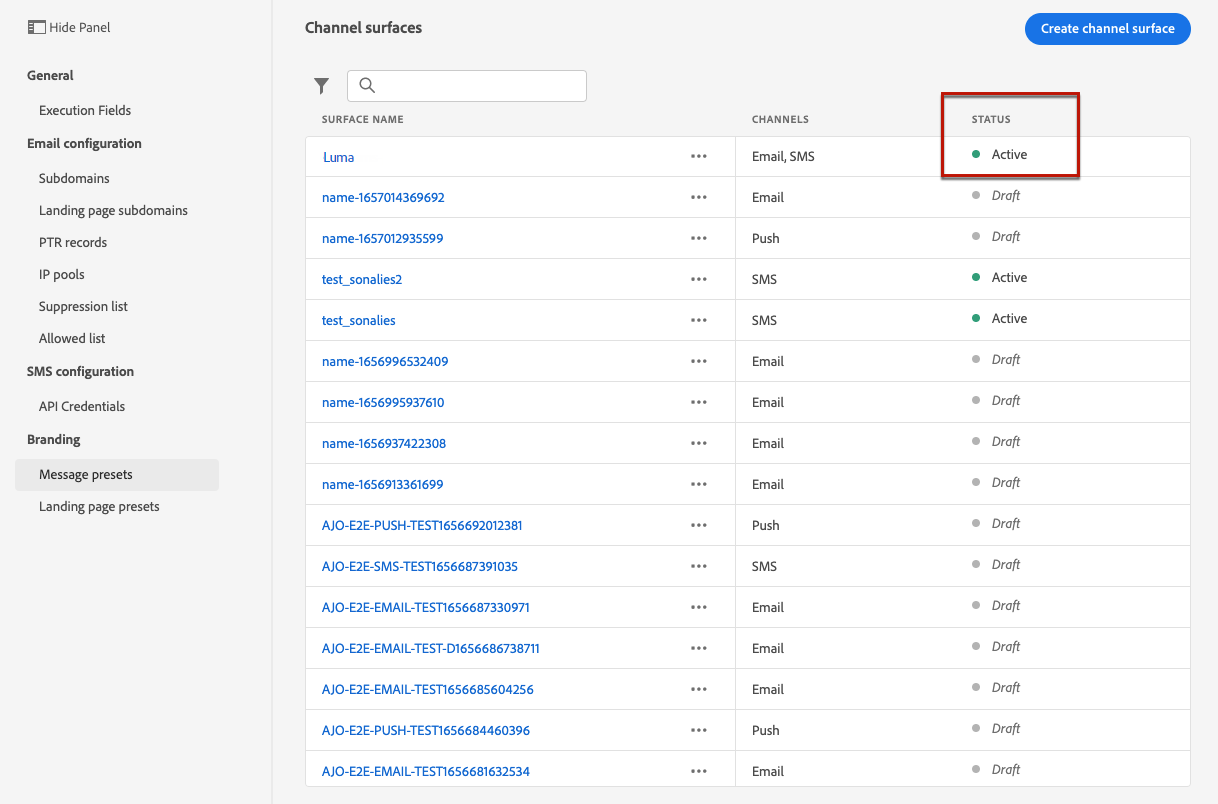 Hide Panel
General
Execution Fields
Email configuration
Subdomains
Landing page subdomains
PTR records
IP pools
Suppression list
Allowed list
SMS configuration
API Credentials
Branding
Message presets
Landing page presets
Channel surfaces
Create channel surface
SURFACE NAME CHANNELS STATUS
Luma ••• Email, SMS Active
name-1657014369692 ••• Email Draft
name-1657012935599 ••• Push Draft
test_sonalies2 ••• SMS Active
test_sonalies ••• SMS Active
name-1656996532409 ••• Email Draft
name-1656995937610 ••• Email Draft
name-1656937422308 ••• Email Draft
name-1656913361699 ••• Email Draft
AJO-E2E-PUSH-TEST1656692012381 ••• Push Draft
AJO-E2E-SMS-TEST1656687391035 ••• SMS Draft
AJO-E2E-EMAIL-TEST1656687330971 ••• Email Draft
AJO-E2E-EMAIL-TEST-D1656686738711 ••• Email Draft
AJO-E2E-EMAIL-TEST1656685604256 ••• Email Draft
AJO-E2E-PUSH-TEST1656684460396 ••• Push Draft
AJO-E2E-EMAIL-TEST1656681632534 ••• Email Draft